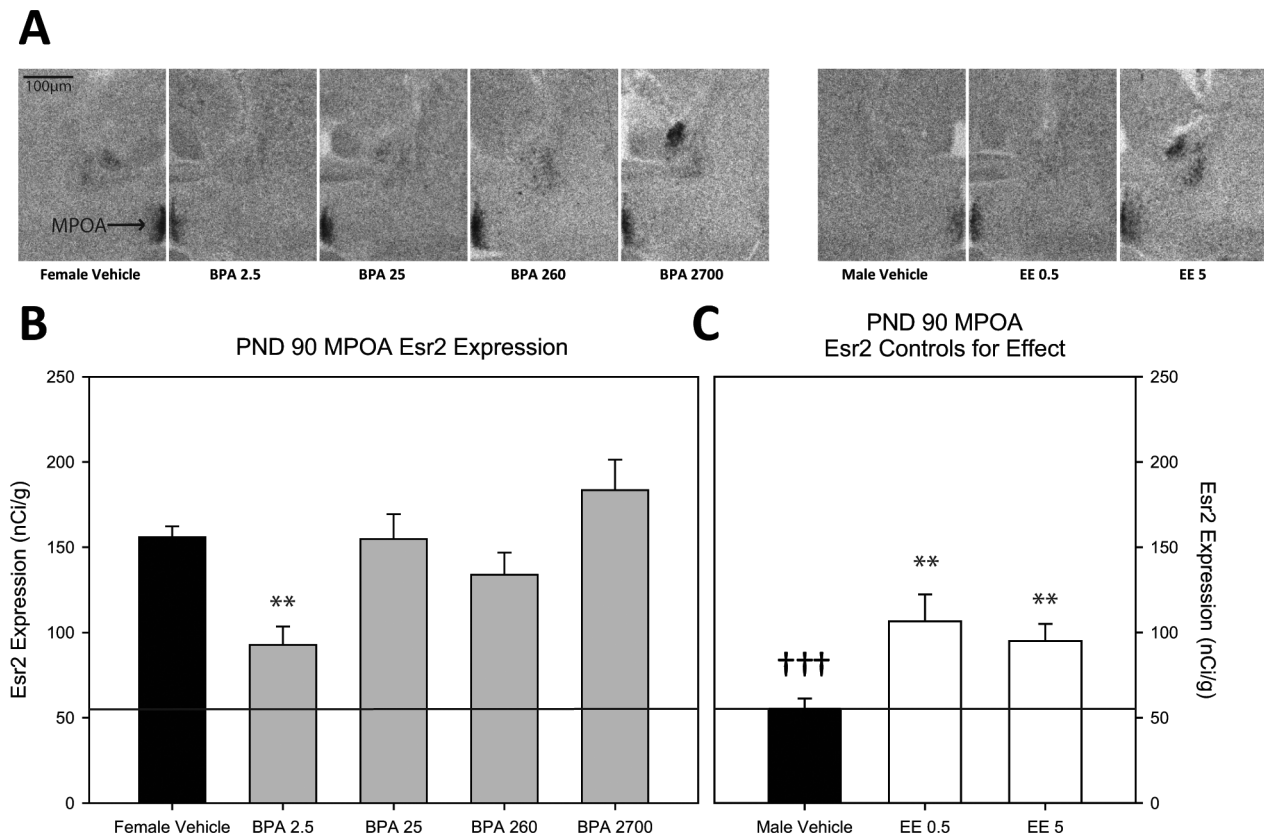 A
100µm
MPOA
Female Vehicle BPA 2.5 BPA 25 BPA 260 BPA 2700 Male Vehicle EE 0.5 EE 5
B
PND 90 MPOA Esr2 Expression
Esr2 Expression (nCi/g)
250
200
150
100
50
0
**
Female Vehicle BPA 2.5 BPA 25 BPA 260 BPA 2700
C
PND 90 MPOA
Esr2 Controls for Effect
†††
**
**
250
200
150
100
50
0
Esr2 Expression (nCi/g)
Male Vehicle EE 0.5 EE 5